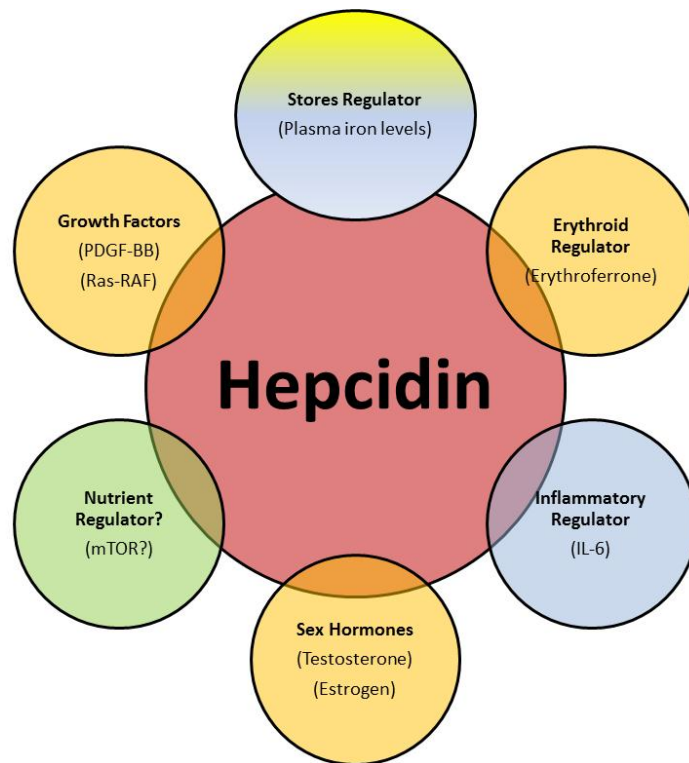 Stores Regulator
(Plasma iron levels)
Growth Factors
(PDGF-BB)
(Ras-RAF)
Erythroid
Regulator
(Erythroferrone)
Hepcidin
Nutrient
Regulator?
(mTOR?)
Inflammatory
Regulator
(IL-6)
Sex Hormones
(Testosterone)
(Estrogen)